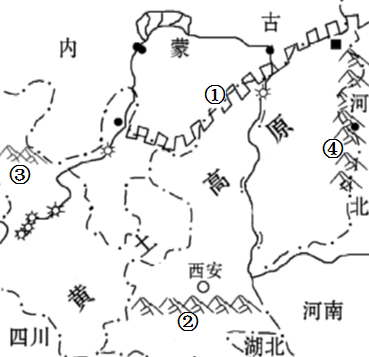 内 蒙 古
①
河
原
④
③
高
北
土
西安
黄
河南
②
四川
湖北